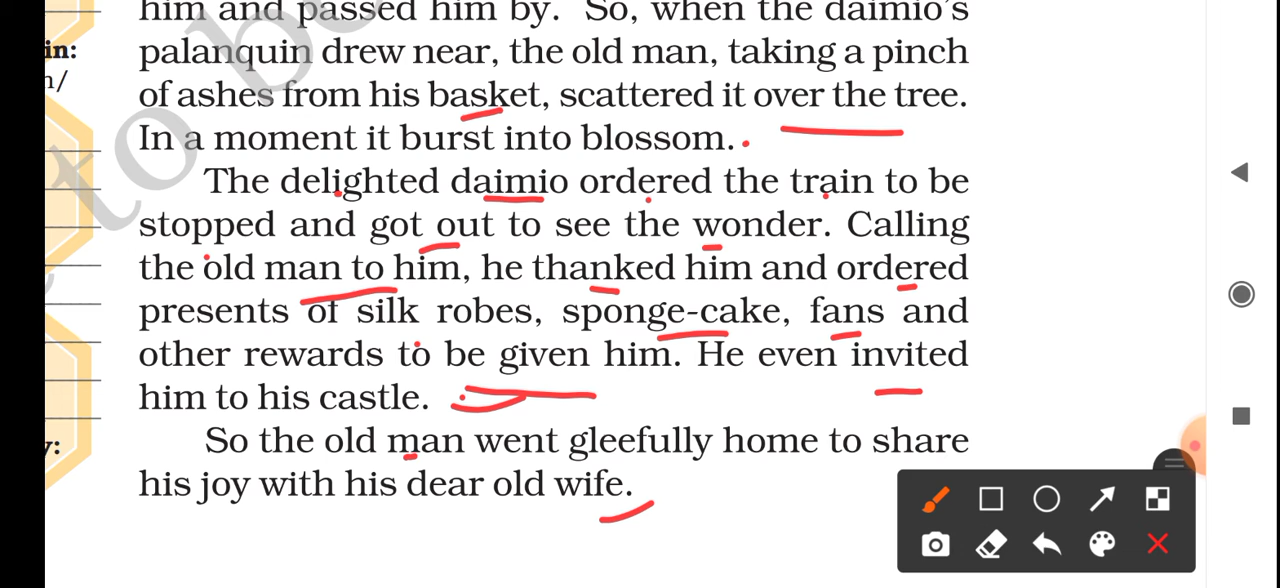 him and passed him by. So, when the daimio's
in:
palanquin drew near, the old man, taking a pinch
n/
of ashes from his basket, scattered it over the tree.
In a moment it burst into blossom.
The delighted daimio ordered the train to be
stopped and got out to see the wonder. Calling
the old man to him, he thanked him and ordered
presents of silk robes, sponge-cake, fans and
other rewards to be given him. He even invited
him to his castle.
y:
So the old man went gleefully home to share
his joy with his dear old wife.
to be